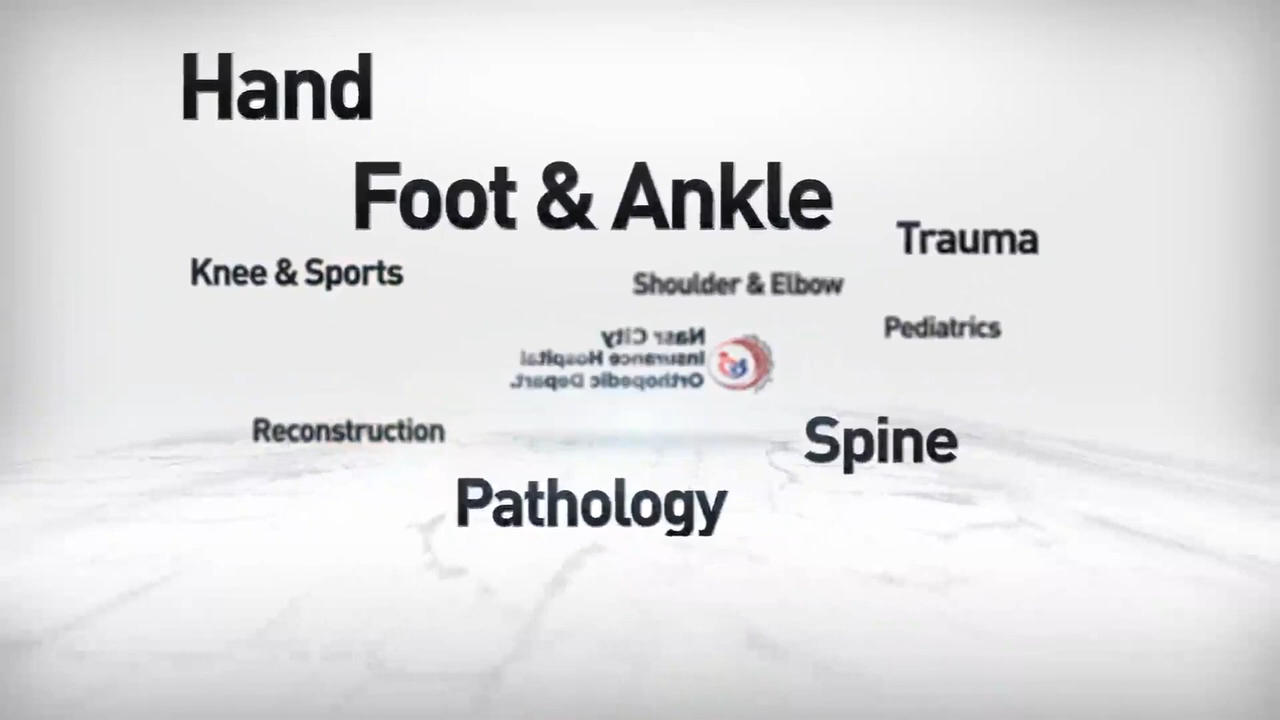 Hand
Foot & Ankle
Trauma
Knee & Sports
Shoulder & Elbow
Pediatrics
Nasr City
Insurance Hospital
Orthopedic Depart.
Reconstruction
Spine
Pathology